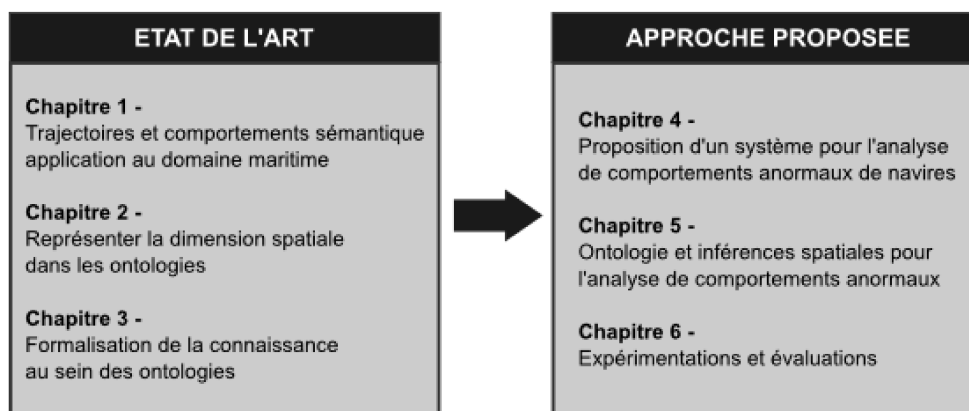 ETAT DE L'ART
Chapitre 1 -
Trajectoires et comportements sémantique
application au domaine maritime
Chapitre 2 -
Représenter la dimension spatiale
dans les ontologies
Chapitre 3 -
Formalisation de la connaissance
au sein des ontologies
APPROCHE PROPOSEE
Chapitre 4 -
Proposition d'un système pour l'analyse
de comportements anormaux de navires
Chapitre 5 -
Ontologie et inférences spatiales pour
l'analyse de comportements anormaux
Chapitre 6 -
Expérimentations et évaluations